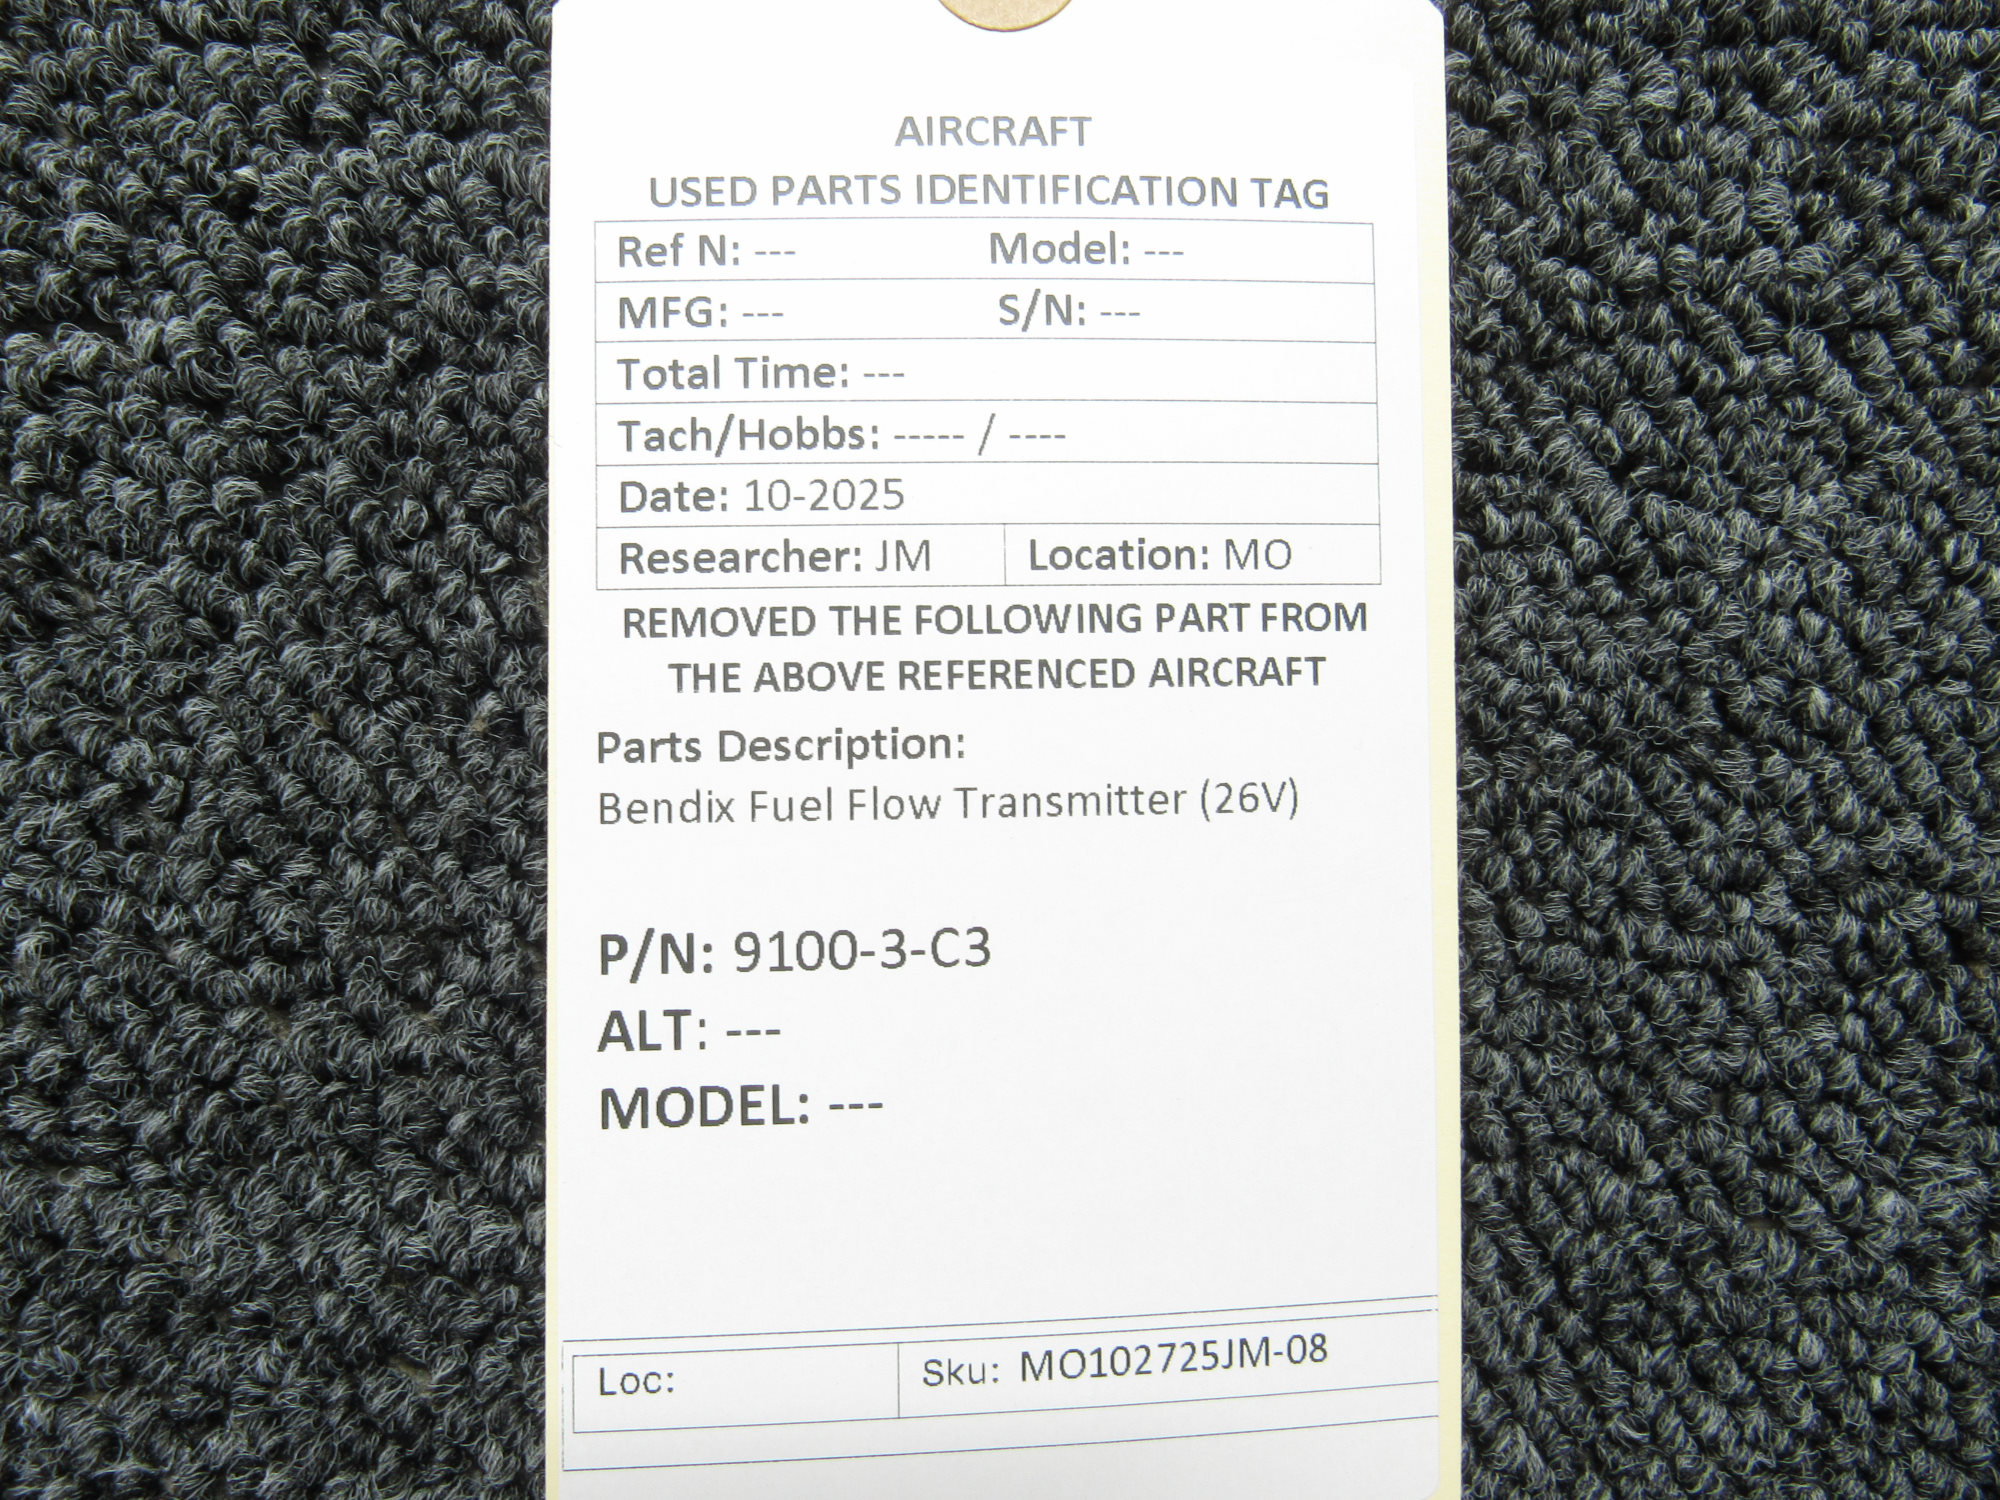 AIRCRAFT
USED PARTS IDENTIFICATION TAG
Ref N: --- Model: ---
MFG: --- S/N: ---
Total Time: ---
Tach/Hobbs: ----- / ----
Date: 10-2025
Researcher: JM Location: MO
REMOVED THE FOLLOWING PART FROM
THE ABOVE REFERENCED AIRCRAFT
Parts Description:
Bendix Fuel Flow Transmitter (26V)
P/N: 9100-3-C3
ALT: ---
MODEL: ---
Loc: Sku: MO102725JM-08